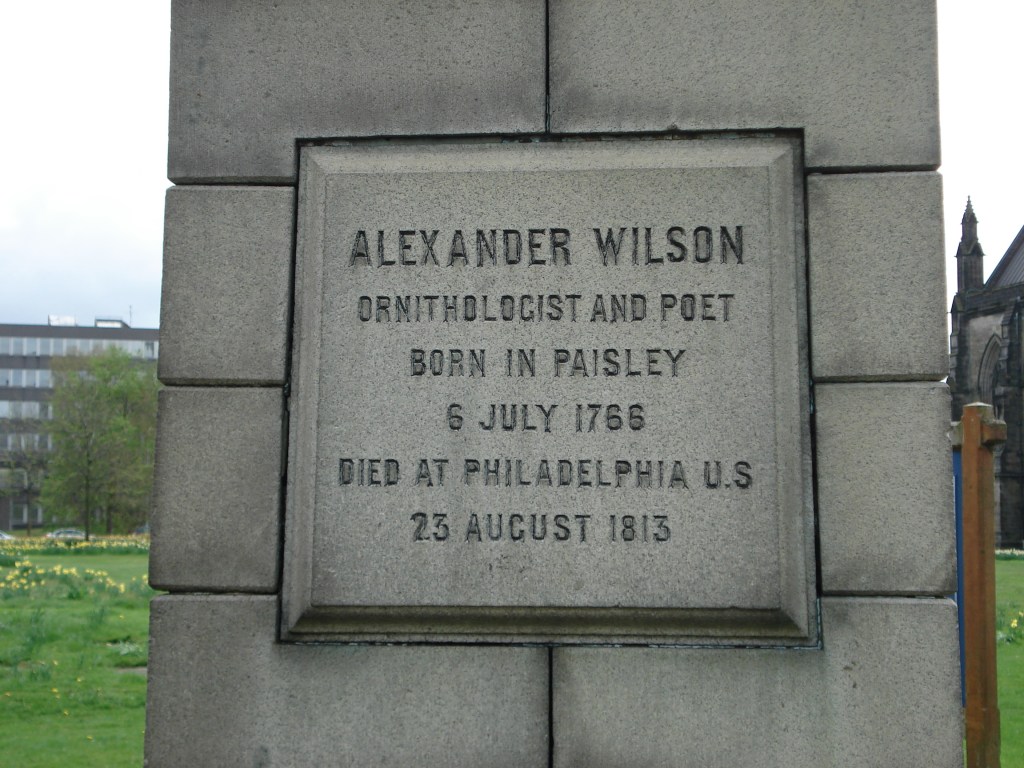 ALEXANDER WILSON
ORNITHOLOGIST AND POET
BORN IN PAISLEY
6 JULY 1766
DIED AT PHILADELPHIA U.S
23 AUGUST 1813